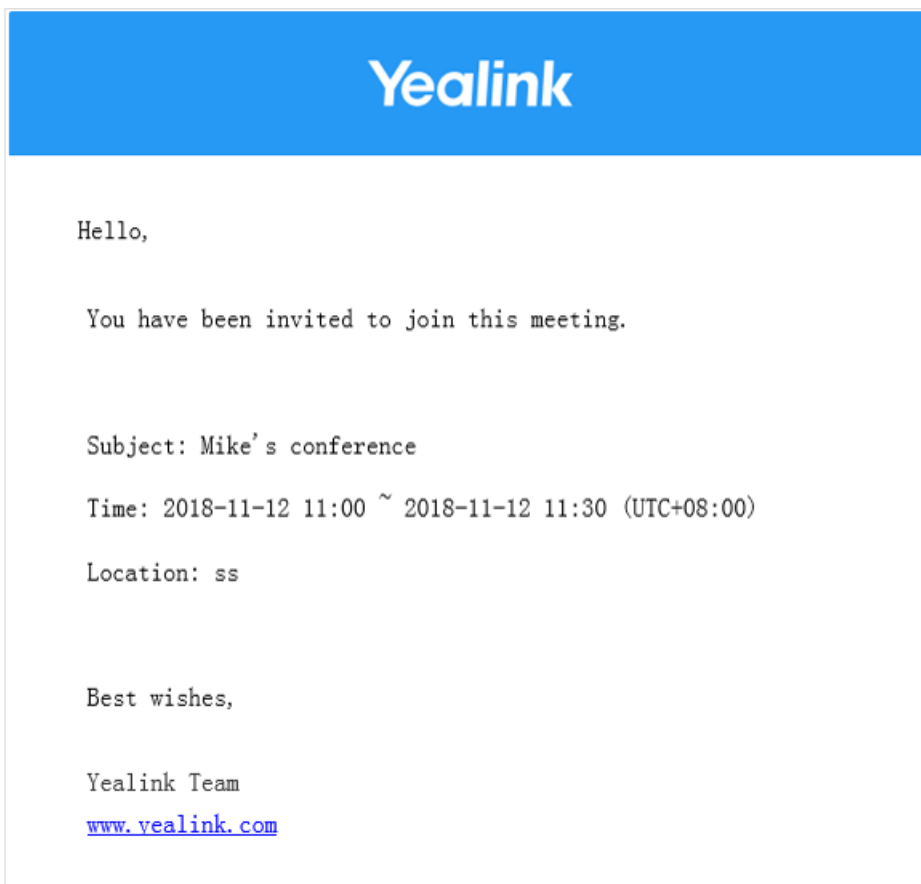 Yealink
Hello,
You have been invited to join this meeting.
Subject: Mike's conference
Time: 2018-11-12 11:00 ~ 2018-11-12 11:30 (UTC+08:00)
Location: ss
Best wishes,
Yealink Team
www.yealink.com